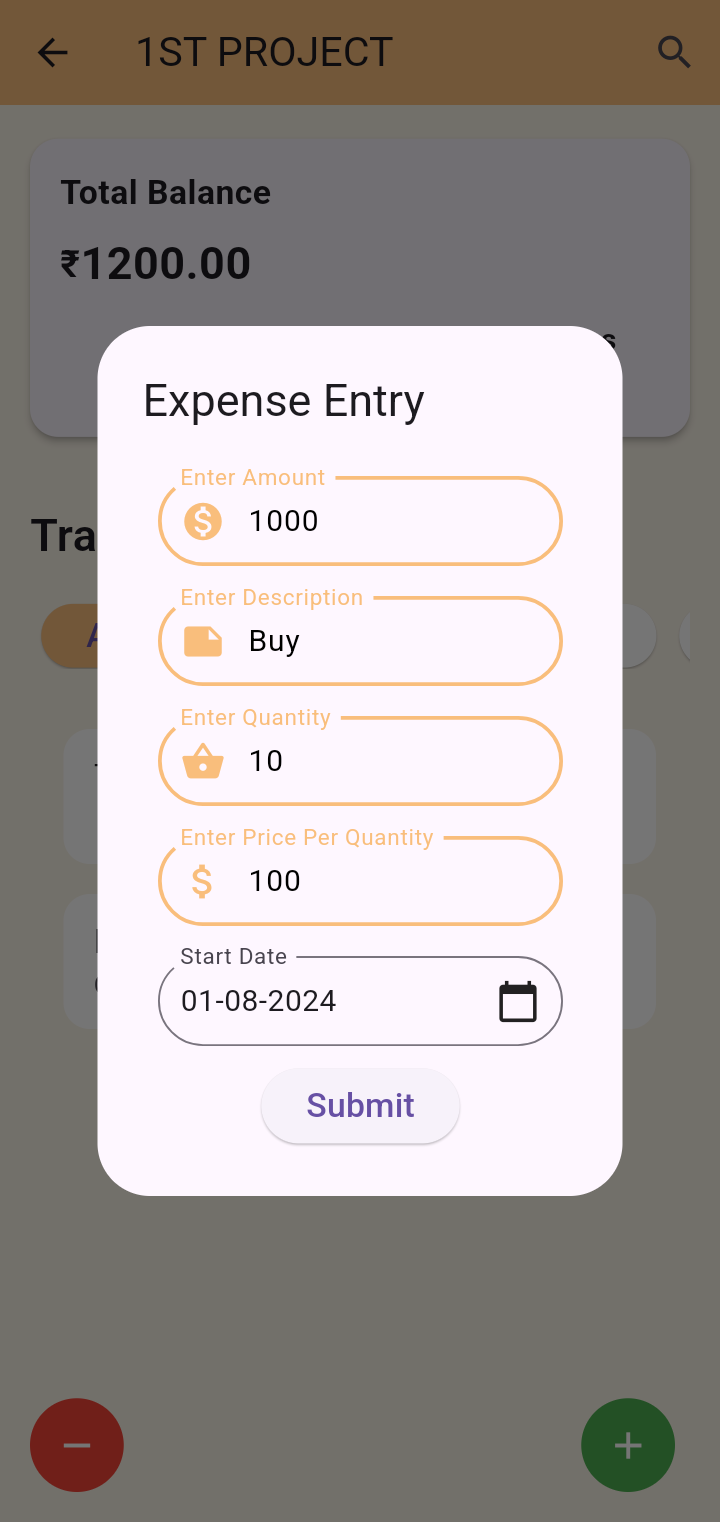 1ST PROJECT
Total Balance
₹1200.00
Expense Entry
Enter Amount
1000
Enter Description
Buy
Enter Quantity
10
Enter Price Per Quantity
100
Start Date
01-08-2024
Submit